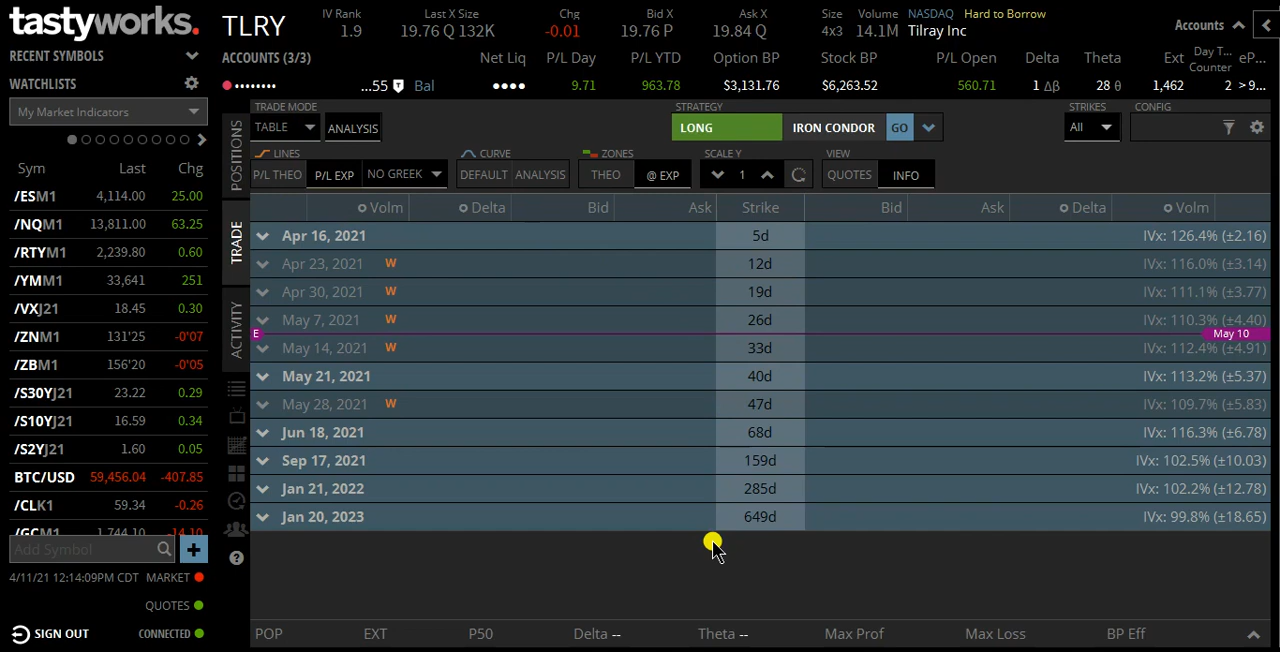 tastyworks.
TLRY
IV Rank
1.9
Last X Size
19.76 Q 132K
Chg
-0.01
Bid X
19.76 P
Ask X
19.84 Q
Size
4x3
Volume
14.1M
NASDAQ
Tilray Inc
Hard to Borrow
Accounts
RECENT SYMBOLS
WATCHLISTS
My Market Indicators
Sym Last Chg
/ESM1 4,114.00 25.00
/NQM1 13,811.00 63.25
/RTYM1 2,239.80 0.60
/YMM1 33,641 251
/VXJ21 18.45 0.30
/ZNM1 131'25 -0'07
/ZBM1 156'20 -0'05
/S30YJ21 23.22 0.29
/S10YJ21 16.59 0.34
/S2YJ21 1.60 0.05
BTC/USD 59,456.04 -407.85
/CLK1 59.34 -0.26
/GCM1 1,744.10 -14.10
Add Symbol
4/11/21 12:14:09PM CDT MARKET
QUOTES
SIGN OUT CONNECTED
ACCOUNTS (3/3) Net Liq P/L Day P/L YTD Option BP Stock BP P/L Open Delta Theta Ext Day T... Counter eP...
...55 T Bal 9.71 963.78 $3,131.76 $6,263.52 560.71 1 Δβ 28 θ 1,462 2 >9...
POSITIONS
TRADE
ACTIVITY
TRADE MODE
TABLE ANALYSIS
STRATEGY
LONG IRON CONDOR GO
STRIKES
All
CONFIG
LINES
P/L THEO P/L EXP NO GREEK
CURVE
DEFAULT ANALYSIS
ZONES
THEO @ EXP
SCALE Y
1
VIEW
QUOTES INFO
Volm Delta Bid Ask Strike Bid Ask Delta Volm
Apr 16, 2021 5d IVx: 126.4% (±2.16)
Apr 23, 2021 W 12d IVx: 116.0% (±3.14)
Apr 30, 2021 W 19d IVx: 111.1% (±3.77)
May 7, 2021 W 26d IVx: 110.3% (±4.40)
E May 10
May 14, 2021 W 33d IVx: 112.4% (±4.91)
May 21, 2021 40d IVx: 113.2% (±5.37)
May 28, 2021 W 47d IVx: 109.7% (±5.83)
Jun 18, 2021 68d IVx: 116.3% (±6.78)
Sep 17, 2021 159d IVx: 102.5% (±10.03)
Jan 21, 2022 285d IVx: 102.2% (±12.78)
Jan 20, 2023 649d IVx: 99.8% (±18.65)
POP EXT P50 Delta -- Theta -- Max Prof Max Loss BP Eff